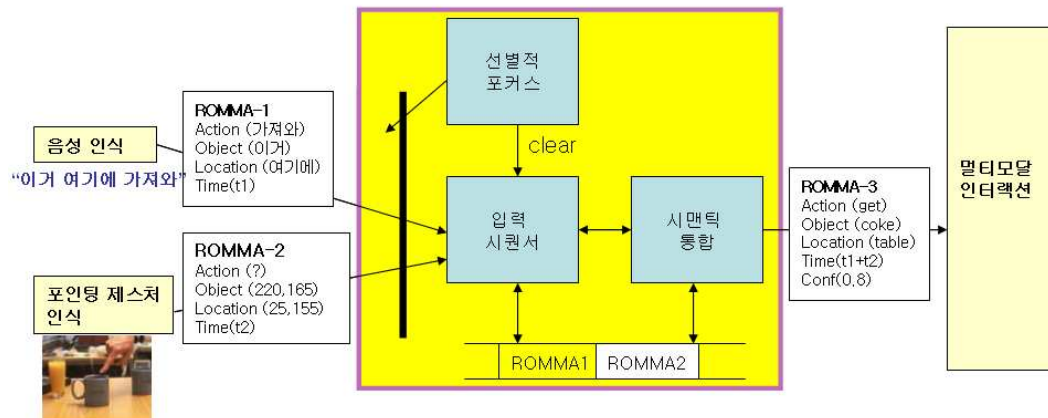 음성 인식
“이거 여기에 가져와”
ROMMA-1
Action (가져와)
Object (이거)
Location (여기에)
Time(t1)
포인팅 제스처
인식
ROMMA-2
Action (?)
Object (220,165)
Location (25,155)
Time(t2)
선별적
포커스
clear
입력
시퀀서
시맨틱
통합
ROMMA1
ROMMA2
ROMMA-3
Action (get)
Object (coke)
Location (table)
Time(t1+t2)
Conf(0.8)
멀티모달
인터랙션